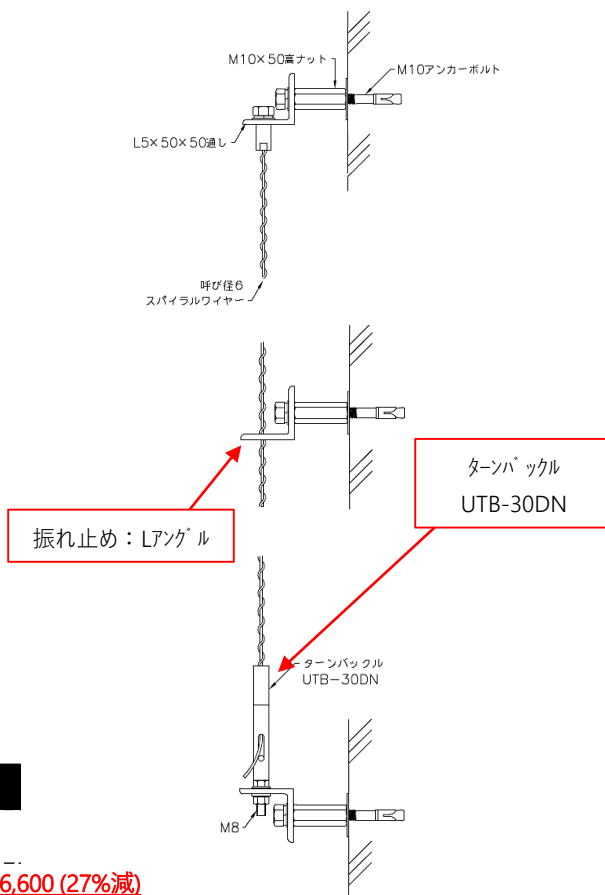 M10×50高ナット
M10アンカーボルト
L5×50×50通し
呼び径6
スパイラルワイヤー
ターンバックル
UTB-30DN
振れ止め：Lアングル
ターンバックル
UTB-30DN
M8
6,600 (27%減)